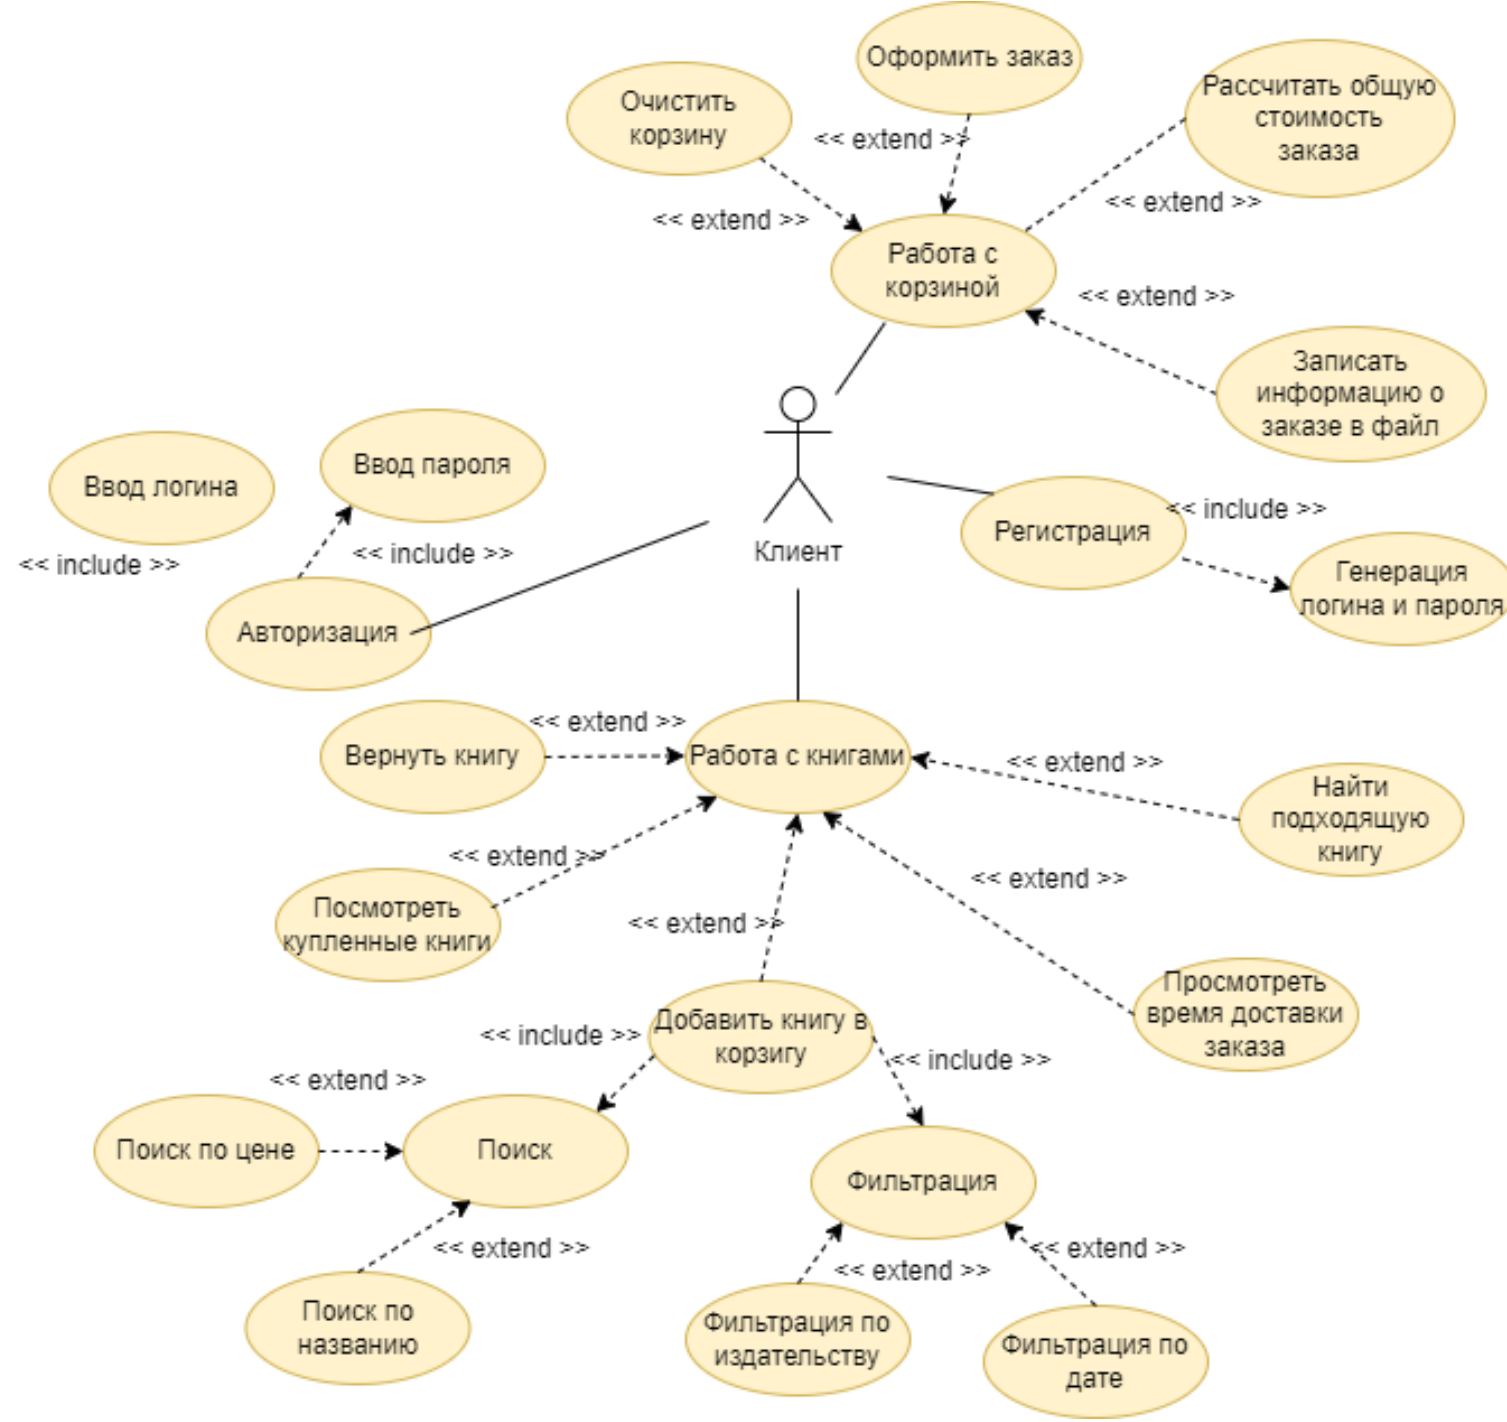 << extend >>
Оформить заказ
Рассчитать общую
стоимость
заказа
Очистить
корзину
<< extend >>
<< extend >>
<< extend >>
Работа с
корзиной
<< extend >>
Записать
информацию о
заказе в файл
Ввод логина
Ввод пароля
<< include >>
<< include >>
Авторизация
Клиент
Регистрация
<< include >>
Генерация
логина и пароля
Вернуть книгу
<< extend >>
Работа с книгами
<< extend >>
Найти
подходящую
книгу
<< extend >>
Посмотреть
купленные книги
<< extend >>
<< extend >>
Просмотреть
время доставки
заказа
Добавить книгу в
корзигу
<< include >>
<< include >>
<< extend >>
Поиск по цене
Поиск
Фильтрация
<< extend >>
Поиск по
названию
<< extend >>
<< extend >>
Фильтрация по
издательству
Фильтрация по
дате